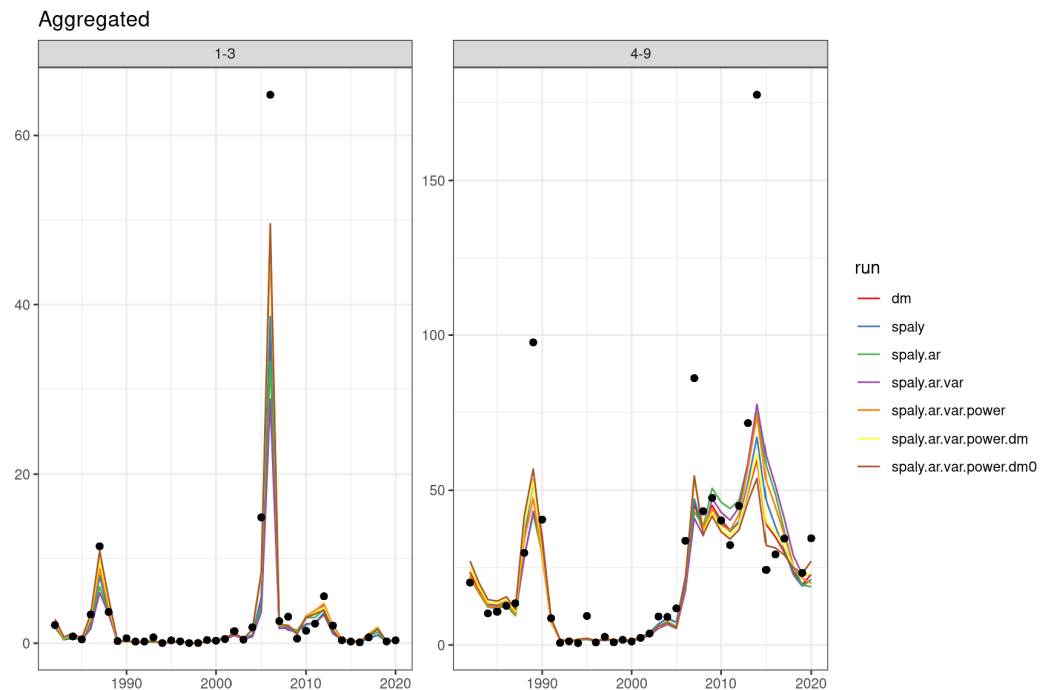 Aggregated
1-3
4-9
60
40
20
0
150
100
50
0
1990
2000
2010
2020
1990
2000
2010
2020
run
dm
spaly
spaly.ar
spaly.ar.var
spaly.ar.var.power
spaly.ar.var.power.dm
spaly.ar.var.power.dm0